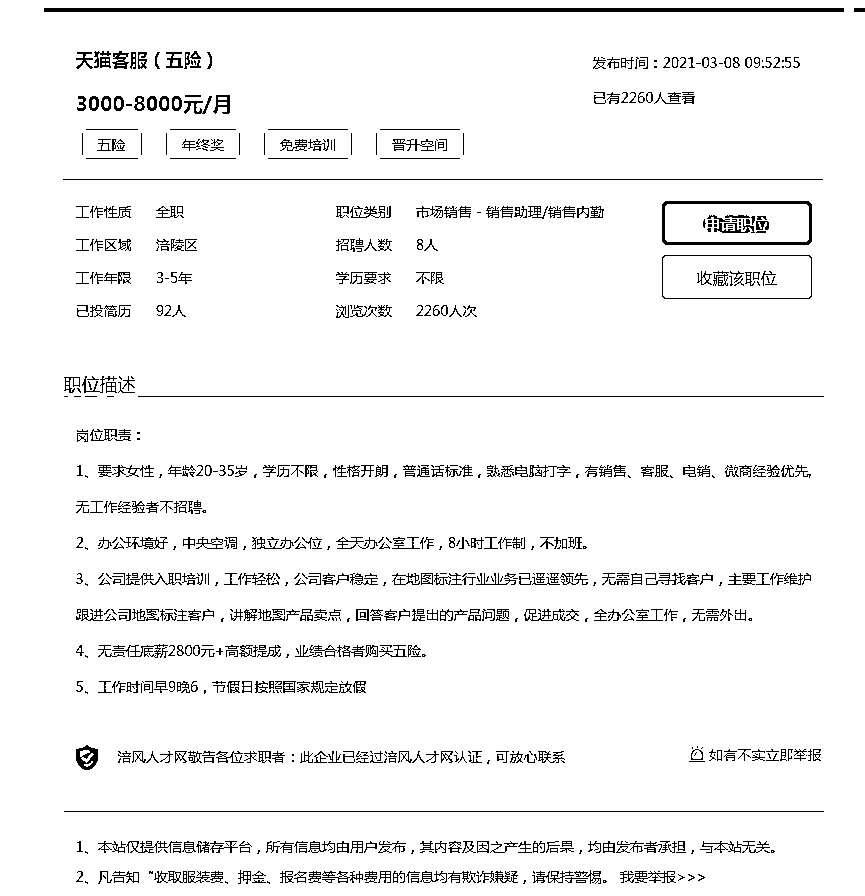 天猫客服（五险）
发布时间：2021-03-08 09:52:55
3000-8000元/月
已有2260人查看
五险 年终奖 免费培训 晋升空间
工作性质 全职 职位类别 市场销售 - 销售助理/销售内勤
申请职位
工作区域 涪陵区 招聘人数 8人
工作年限 3-5年 学历要求 不限
收藏该职位
已投简历 92人 浏览次数 2260人次
职位描述
岗位职责：
1、要求女性，年龄20-35岁，学历不限，性格开朗，普通话标准，熟悉电脑打字，有销售、客服、电销、微商经验优先,
无工作经验者不招聘。
2、办公环境好，中央空调，独立办公位，全天办公室工作，8小时工作制，不加班。
3、公司提供入职培训，工作轻松，公司客户稳定，在地图标注行业业务已遥遥领先，无需自己寻找客户，主要工作维护
跟进公司地图标注客户，讲解地图产品卖点，回答客户提出的产品问题，促进成交，全办公室工作，无需外出。
4、无责任底薪2800元+高额提成，业绩合格者购买五险。
5、工作时间早9晚6，节假日按照国家规定放假
涪风人才网敬告各位求职者：此企业已经过涪风人才网认证，可放心联系
如有不实立即举报
1、本站仅提供信息储存平台，所有信息均由用户发布，其内容及因之产生的后果，均由发布者承担，与本站无关。
2、凡告知“收取服装费、押金、报名费等各种费用的信息均有欺诈嫌疑，请保持警惕。 我要举报>>>